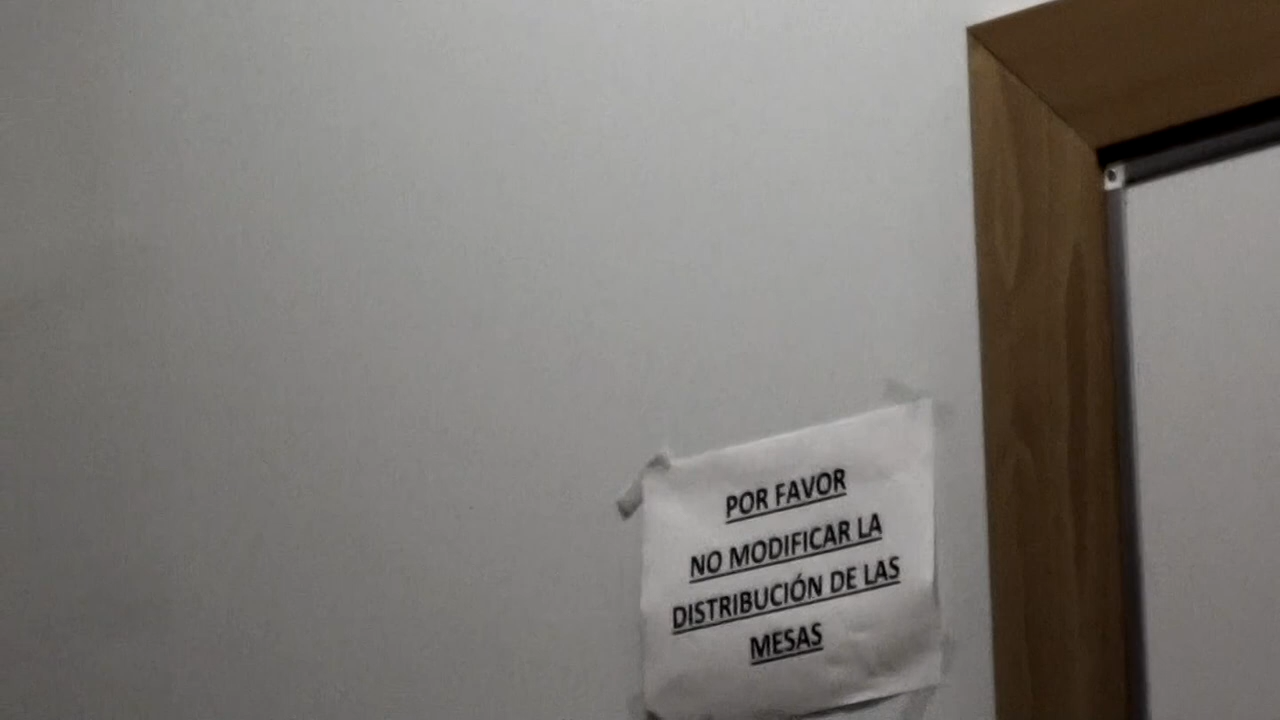 POR FAVOR
NO MODIFICAR LA
DISTRIBUCIÓN DE LAS
MESAS